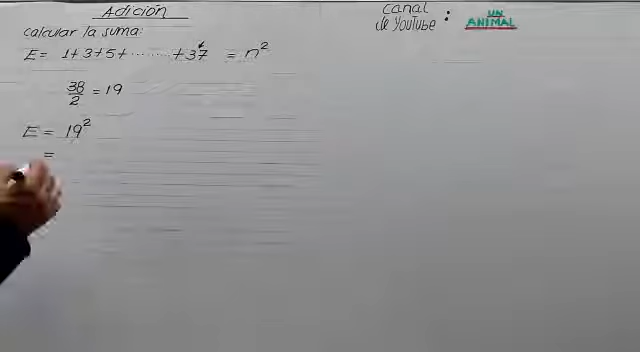 Adición
calcular la suma:
E = 1+3+5+........+37 = n²
38/2 = 19
E = 19²
=
canal
de YouTube : UN ANIMAL